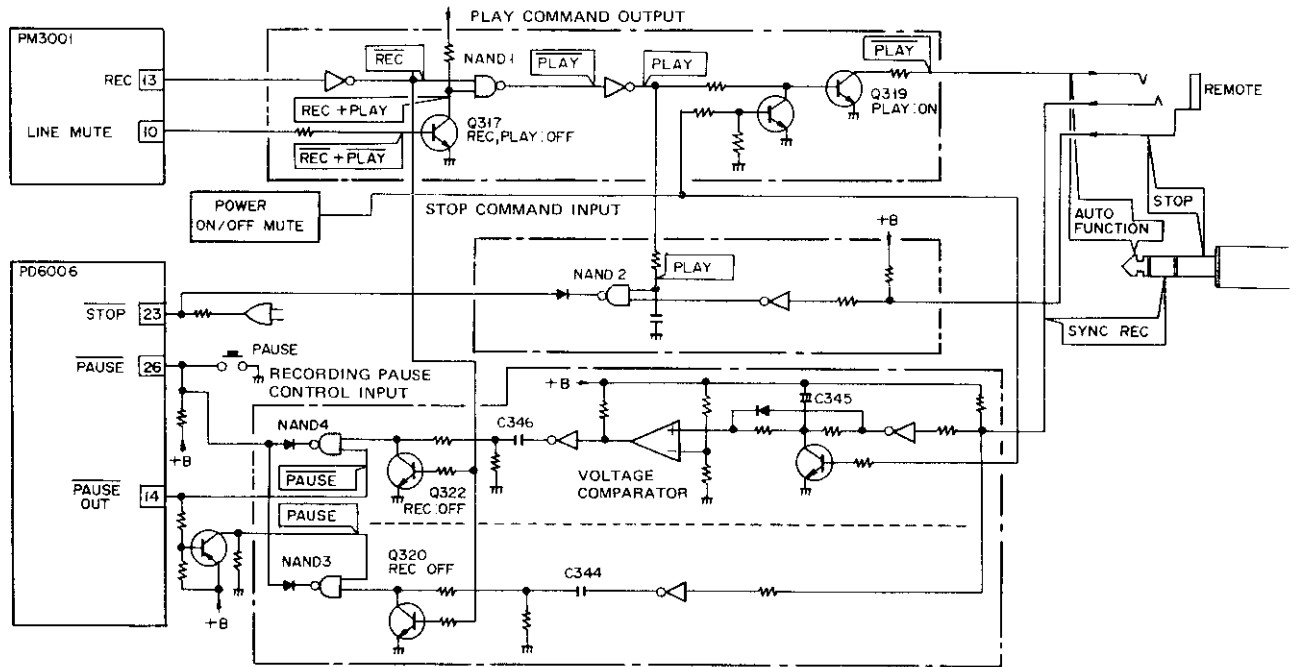 PLAY COMMAND OUTPUT
PM3001
REC
NAND 1
PLAY
PLAY
PLAY
REC 13
REMOTE
REC + PLAY
Q319
PLAY:ON
LINE MUTE 10
Q317
REC, PLAY:OFF
REC + PLAY
POWER
ON/OFF MUTE
STOP COMMAND INPUT
AUTO
FUNCTION
STOP
+B
PD6006
NAND 2
PLAY
STOP 23
SYNC REC
PAUSE 26
PAUSE
RECORDING PAUSE
CONTROL INPUT
+B
C345
NAND4
C346
+B
VOLTAGE
COMPARATOR
PAUSE
PAUSE
OUT
14
Q322
REC:OFF
PAUSE
NAND3
Q320
REC OFF
C344
+B